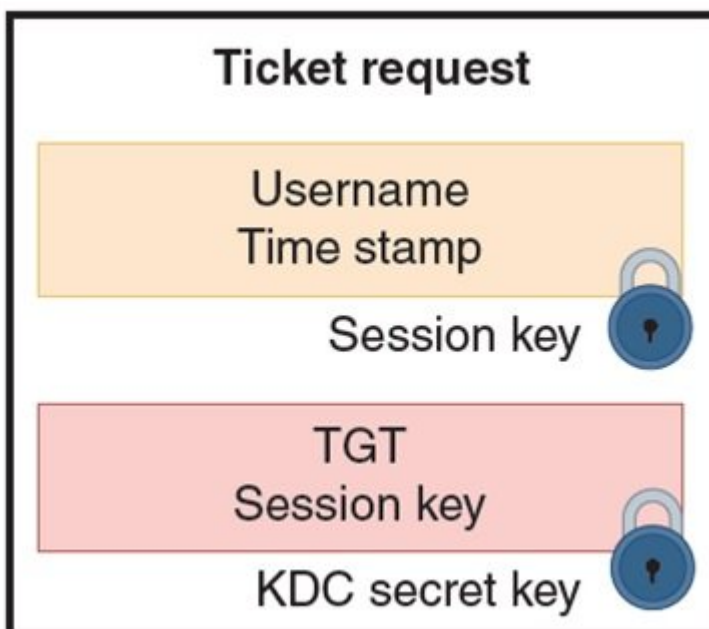 Ticket request
Username
Time stamp
Session key
TGT
Session key
KDC secret key